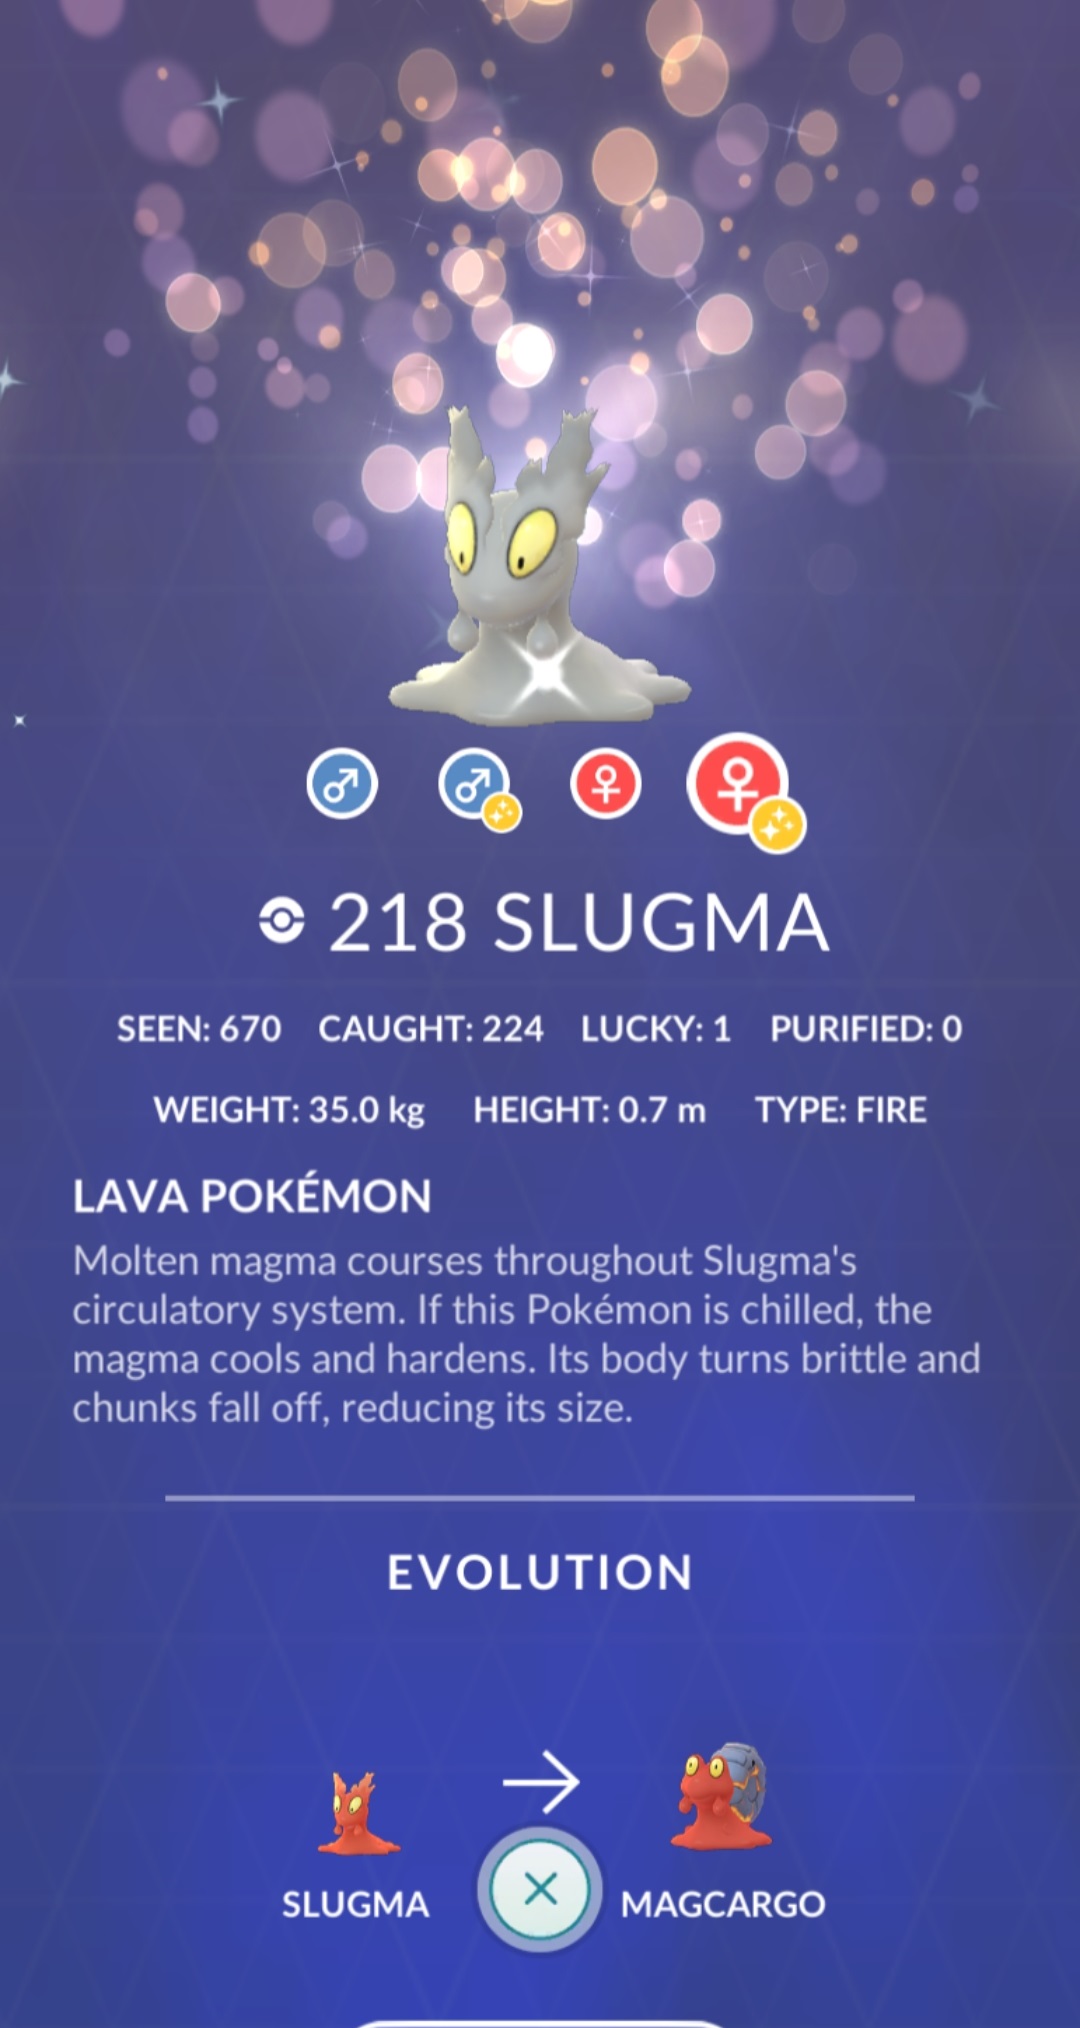 218 SLUGMA
SEEN: 670 CAUGHT: 224 LUCKY: 1 PURIFIED: 0
WEIGHT: 35.0 kg HEIGHT: 0.7 m TYPE: FIRE
LAVA POKÉMON
Molten magma courses throughout Slugma's
circulatory system. If this Pokémon is chilled, the
magma cools and hardens. Its body turns brittle and
chunks fall off, reducing its size.
EVOLUTION
SLUGMA MAGCARGO